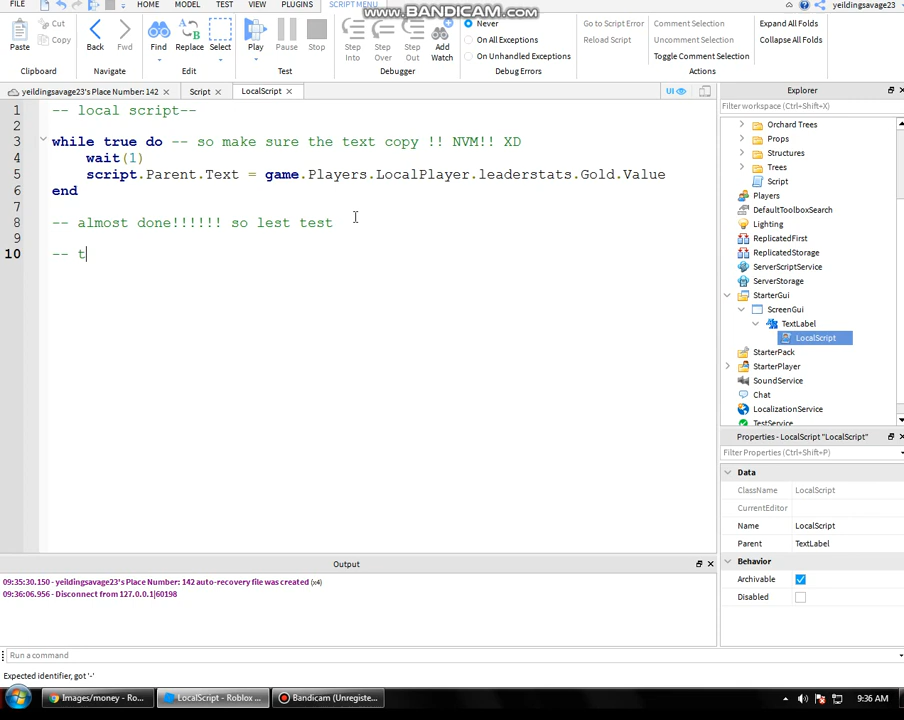 FILE HOME MODEL TEST VIEW PLUGINS SCRIPT MENU yeildingsavage23
www.BANDICAM.com
Paste Cut Copy Back Fwd Find Replace Select Play Pause Stop Step Into Step Over Step Out Add Watch Never On All Exceptions On Unhandled Exceptions Go to Script Error Reload Script Comment Selection Uncomment Selection Toggle Comment Selection Expand All Folds Collapse All Folds
Clipboard Navigate Edit Test Debugger Debug Errors Actions
yeildingsavage23's Place Number: 142 Script LocalScript UI Explorer
1 -- local script--
2
3 while true do -- so make sure the text copy !! NVM!! XD
4 wait(1)
5 script.Parent.Text = game.Players.LocalPlayer.leaderstats.Gold.Value
6 end
7
8 -- almost done!!!!!! so lest test
9
10 -- t
Filter workspace (Ctrl+Shift+X)
Orchard Trees
Props
Structures
Trees
Script
Players
DefaultToolboxSearch
Lighting
ReplicatedFirst
ReplicatedStorage
ServerScriptService
ServerStorage
StarterGui
ScreenGui
TextLabel
LocalScript
StarterPack
StarterPlayer
SoundService
Chat
LocalizationService
TestService
Properties - LocalScript "LocalScript"
Filter Properties (Ctrl+Shift+P)
Data
ClassName LocalScript
CurrentEditor
Name LocalScript
Parent TextLabel
Behavior
Archivable
Disabled
Output
09:35:30.150 - yeildingsavage23's Place Number: 142 auto-recovery file was created (x4)
09:36:06.956 - Disconnect from 127.0.0.1|60198
Run a command
Expected identifier, got '-'
Images/money - Ro... LocalScript - Roblox ... Bandicam (Unregiste... 9:36 AM